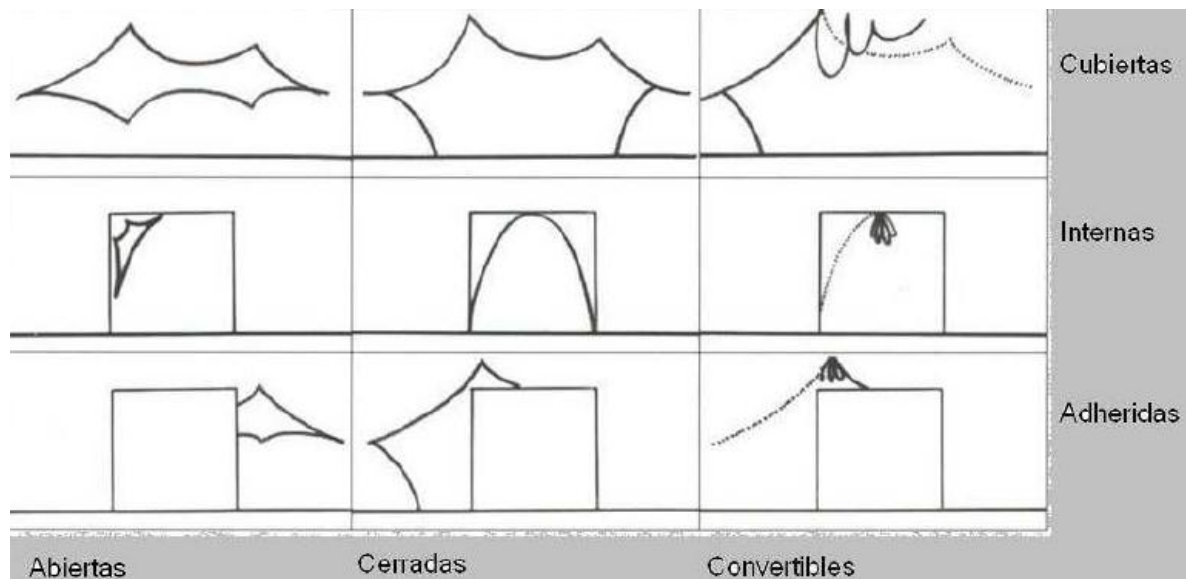 Cubiertas
Internas
Adheridas
Abiertas
Cerradas
Convertibles